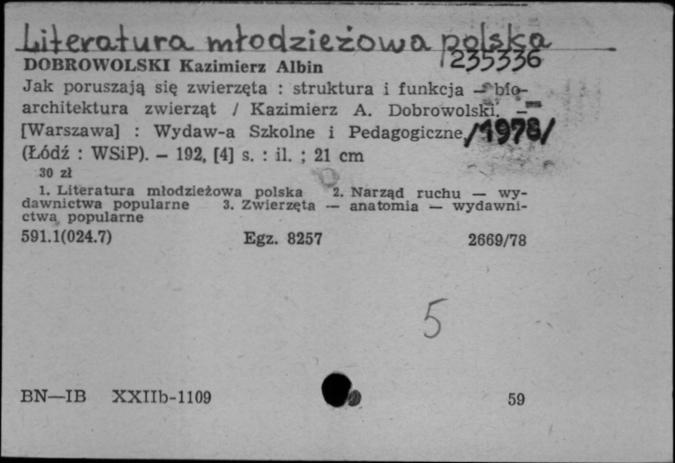 Literatura młodzieżowa polska
1235336
DOBROWOLSKI Kazimierz Albin
Jak poruszają się zwierzęta : struktura i funkcja — bio-
architektura zwierząt / Kazimierz A. Dobrowolski. —
[Warszawa] : Wydaw-a Szkolne i Pedagogiczne, /1978/
(Łódź : WSiP). — 192, [4] s. : il. ; 21 cm
30 zł
1. Literatura młodzieżowa polska 2. Narząd ruchu — wy-
dawnictwa popularne 3. Zwierzęta — anatomia — wydawni-
ctwa popularne
591.1(024.7) Egz. 8257 2669/78
5
BN—IB XXIIb-1109 59